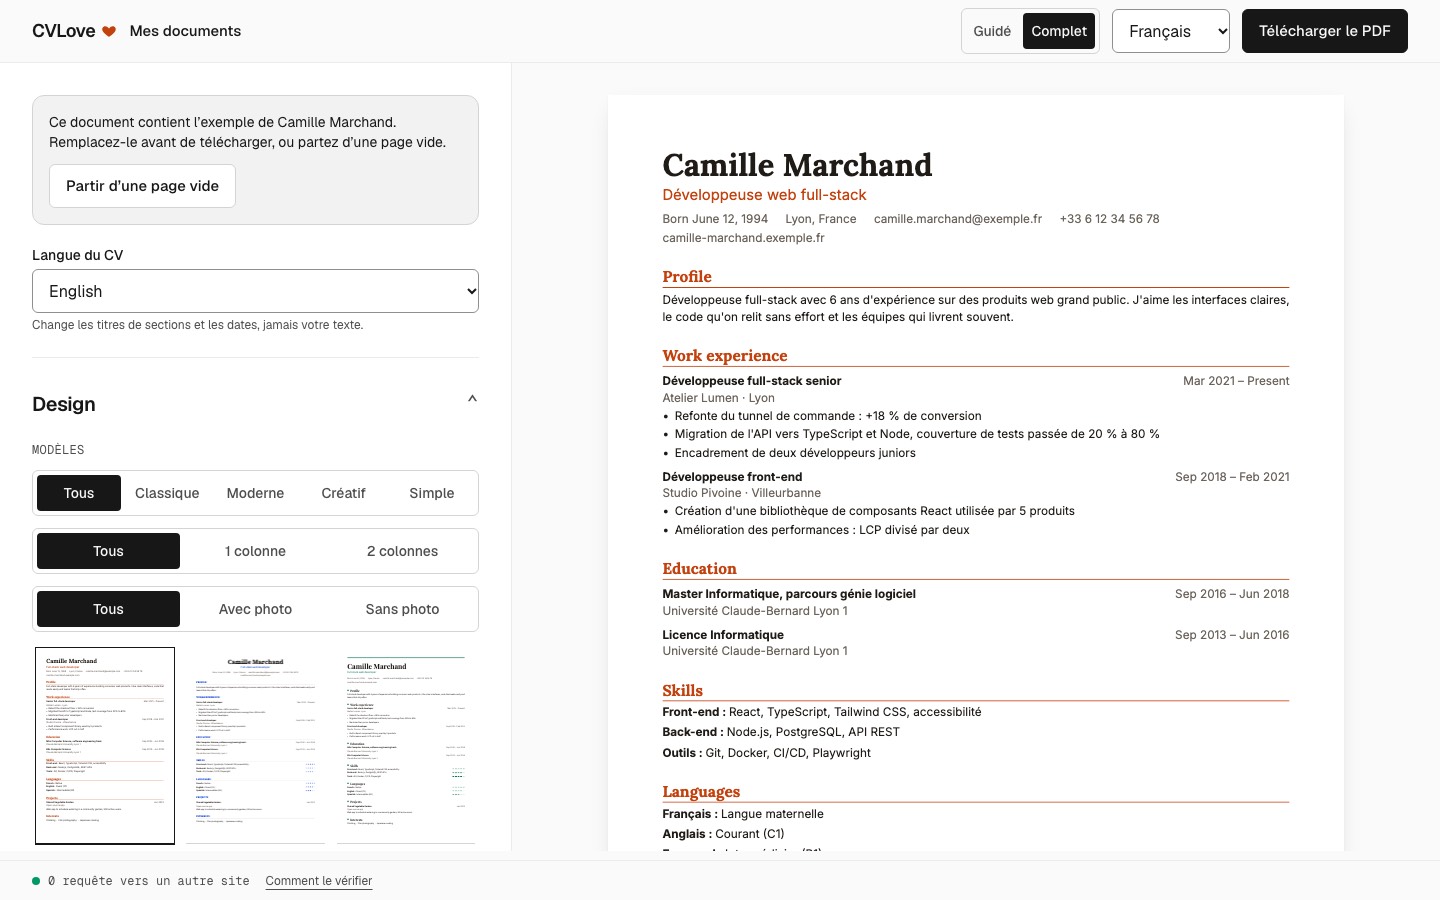 CVLove Mes documents Guidé Complet Français Télécharger le PDF
Ce document contient l’exemple de Camille Marchand.
Remplacez-le avant de télécharger, ou partez d’une page vide.
Partir d’une page vide
Langue du CV
English
Change les titres de sections et les dates, jamais votre texte.
Design
MODÈLES
Tous Classique Moderne Créatif Simple
Tous 1 colonne 2 colonnes
Tous Avec photo Sans photo
Camille Marchand
Camille Marchand
Camille Marchand
Camille Marchand
Développeuse web full-stack
Born June 12, 1994 Lyon, France camille.marchand@exemple.fr +33 6 12 34 56 78
camille-marchand.exemple.fr
Profile
Développeuse full-stack avec 6 ans d'expérience sur des produits web grand public. J'aime les interfaces claires,
le code qu'on relit sans effort et les équipes qui livrent souvent.
Work experience
Développeuse full-stack senior Mar 2021 – Present
Atelier Lumen · Lyon
• Refonte du tunnel de commande : +18 % de conversion
• Migration de l'API vers TypeScript et Node, couverture de tests passée de 20 % à 80 %
• Encadrement de deux développeurs juniors
Développeuse front-end Sep 2018 – Feb 2021
Studio Pivoine · Villeurbanne
• Création d'une bibliothèque de composants React utilisée par 5 produits
• Amélioration des performances : LCP divisé par deux
Education
Master Informatique, parcours génie logiciel Sep 2016 – Jun 2018
Université Claude-Bernard Lyon 1
Licence Informatique Sep 2013 – Jun 2016
Université Claude-Bernard Lyon 1
Skills
Front-end : React, TypeScript, Tailwind CSS, accessibilité
Back-end : Node.js, PostgreSQL, API REST
Outils : Git, Docker, CI/CD, Playwright
Languages
Français : Langue maternelle
Anglais : Courant (C1)
0 requête vers un autre site Comment le vérifier